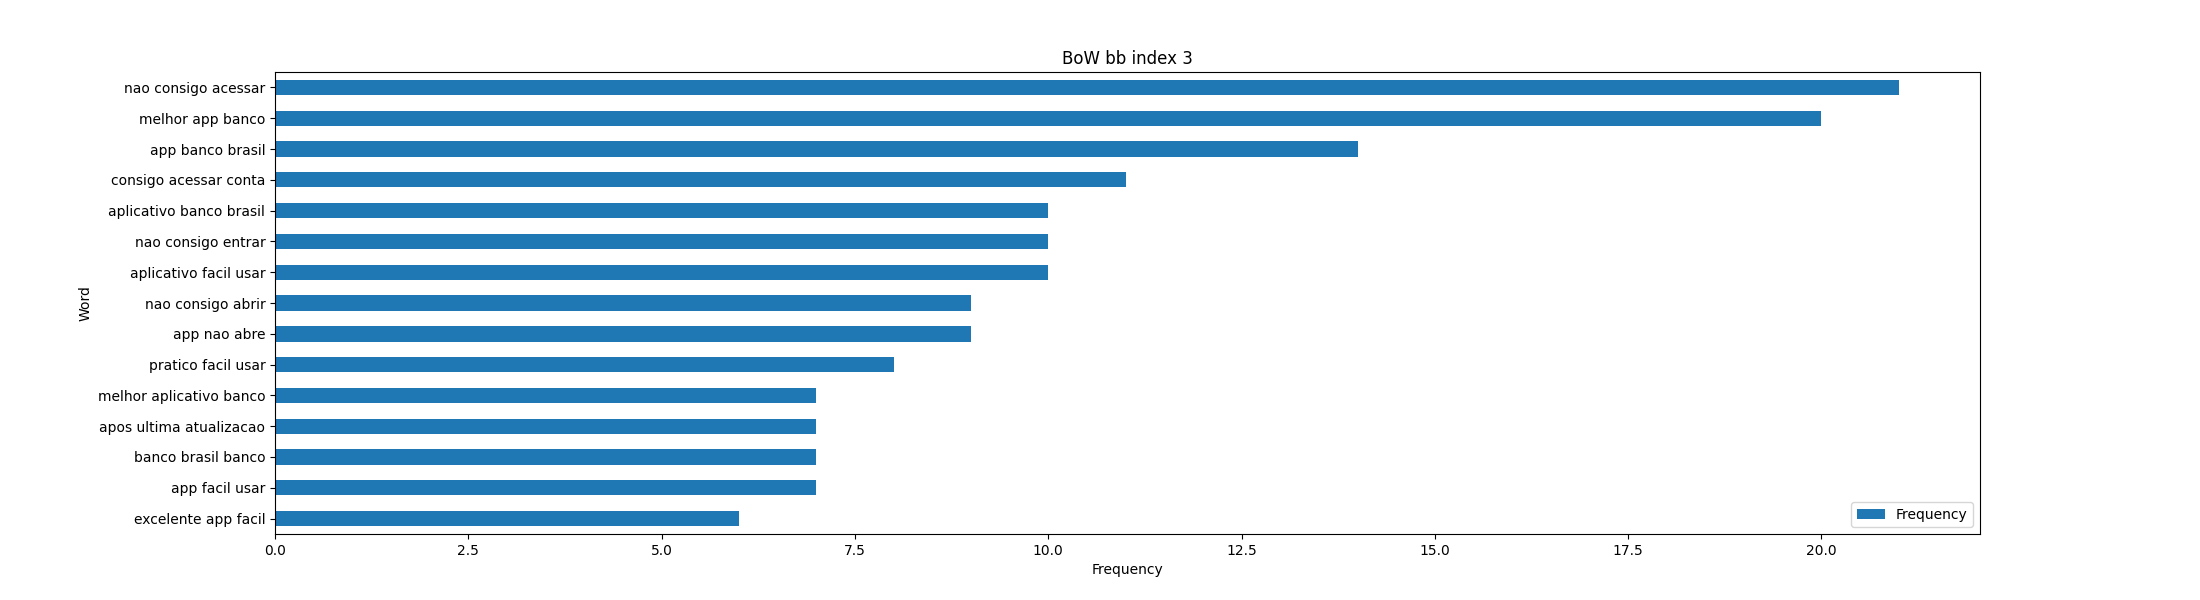 BoW bb index 3
nao consigo acessar
melhor app banco
app banco brasil
consigo acessar conta
aplicativo banco brasil
nao consigo entrar
aplicativo facil usar
nao consigo abrir
app nao abre
pratico facil usar
melhor aplicativo banco
apos ultima atualizacao
banco brasil banco
app facil usar
excelente app facil
Word
Frequency
0.0 2.5 5.0 7.5 10.0 12.5 15.0 17.5 20.0
Frequency